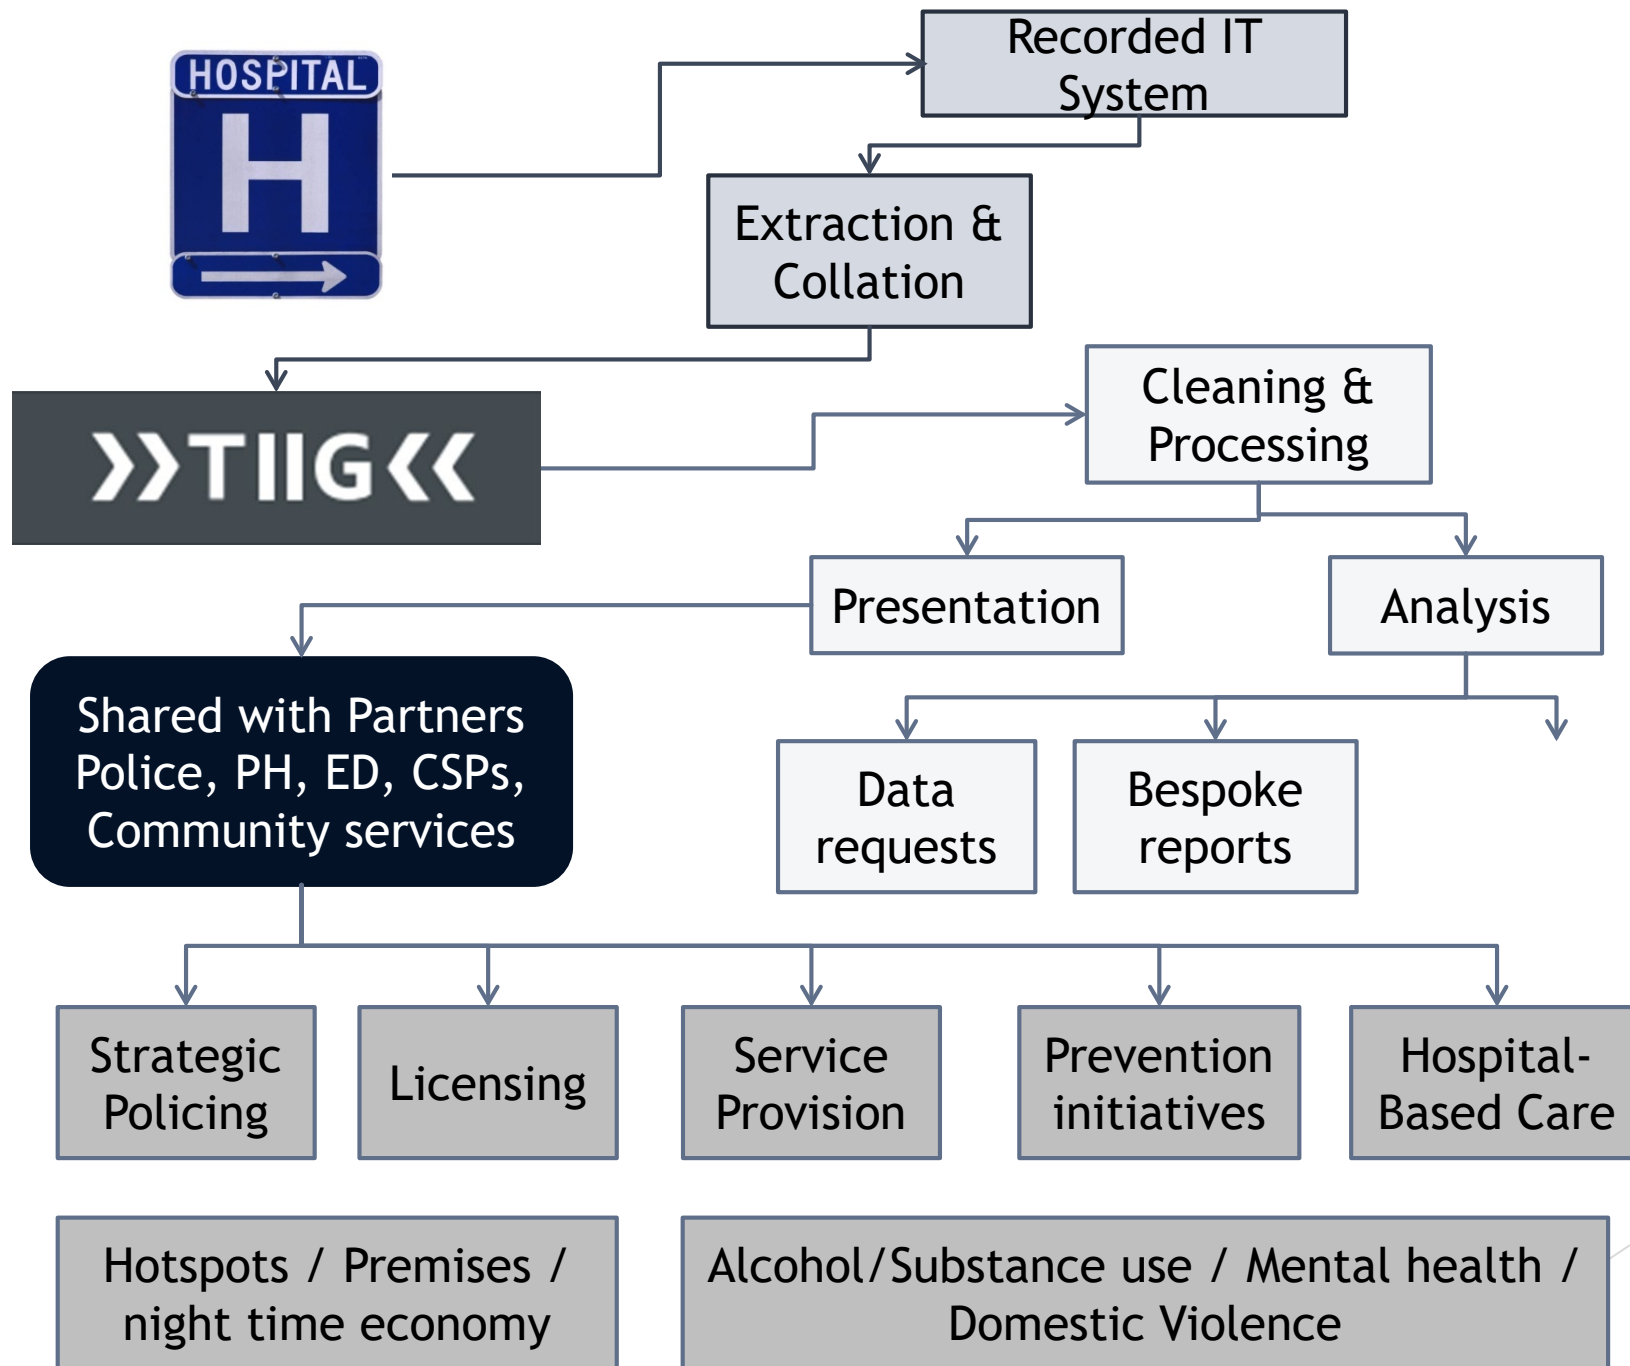 HOSPITAL
H
Recorded IT
System
Extraction &
Collation
TIIG
Cleaning &
Processing
Presentation
Analysis
Shared with Partners
Police, PH, ED, CSPs,
Community services
Data
requests
Bespoke
reports
Strategic
Policing
Licensing
Service
Provision
Prevention
initiatives
Hospital-
Based Care
Hotspots / Premises /
night time economy
Alcohol/Substance use / Mental health /
Domestic Violence